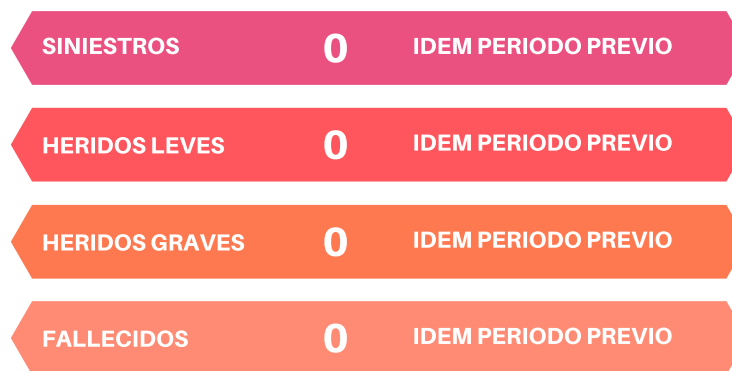 SINIESTROS 0 IDEM PERIODO PREVIO
HERIDOS LEVES 0 IDEM PERIODO PREVIO
HERIDOS GRAVES 0 IDEM PERIODO PREVIO
FALLECIDOS 0 IDEM PERIODO PREVIO